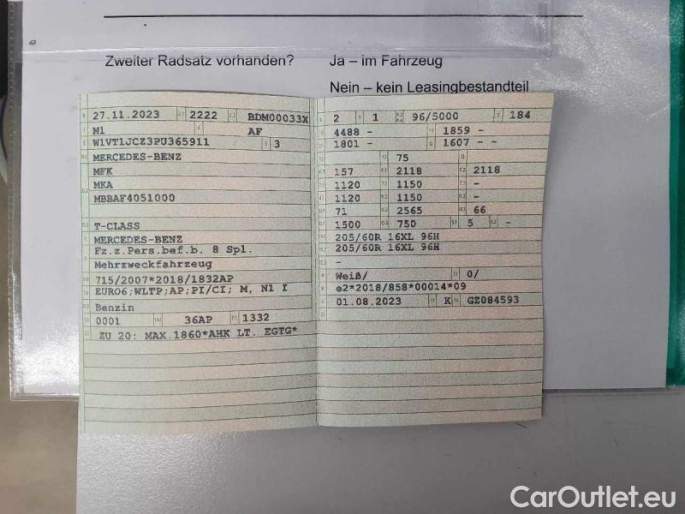 Zweiter Radsatz vorhanden? Ja – im Fahrzeug
Nein – kein Leasingbestandteil
27.11.2023 2222 BDM00033X
M1 AF
W1VT1JCZ3PU365911 3
MERCEDES-BENZ
MFK
MKA
MBBAF4051000
T-CLASS
MERCEDES-BENZ
Fz.z.Pers.bef.b. 8 Spl.
Mehrzweckfahrzeug
715/2007*2018/1832AP
EURO6;WLTP;AP;PI/CI; M, N1 I
Benzin
0001 36AP 1332
ZU 20: MAX.1860*AHK LT. EGTG*
2 1 96/5000 184
4488 - 1859 -
1801 - 1607 - -
75
157 2118 2118
1120 1150 -
1120 1150 -
71 2565 66
1500 750 5 -
205/60R 16XL 96H
205/60R 16XL 96H
-
Weiß/ 0/
e2*2018/858*00014*09
01.08.2023 K GZ084593
CarOutlet.eu